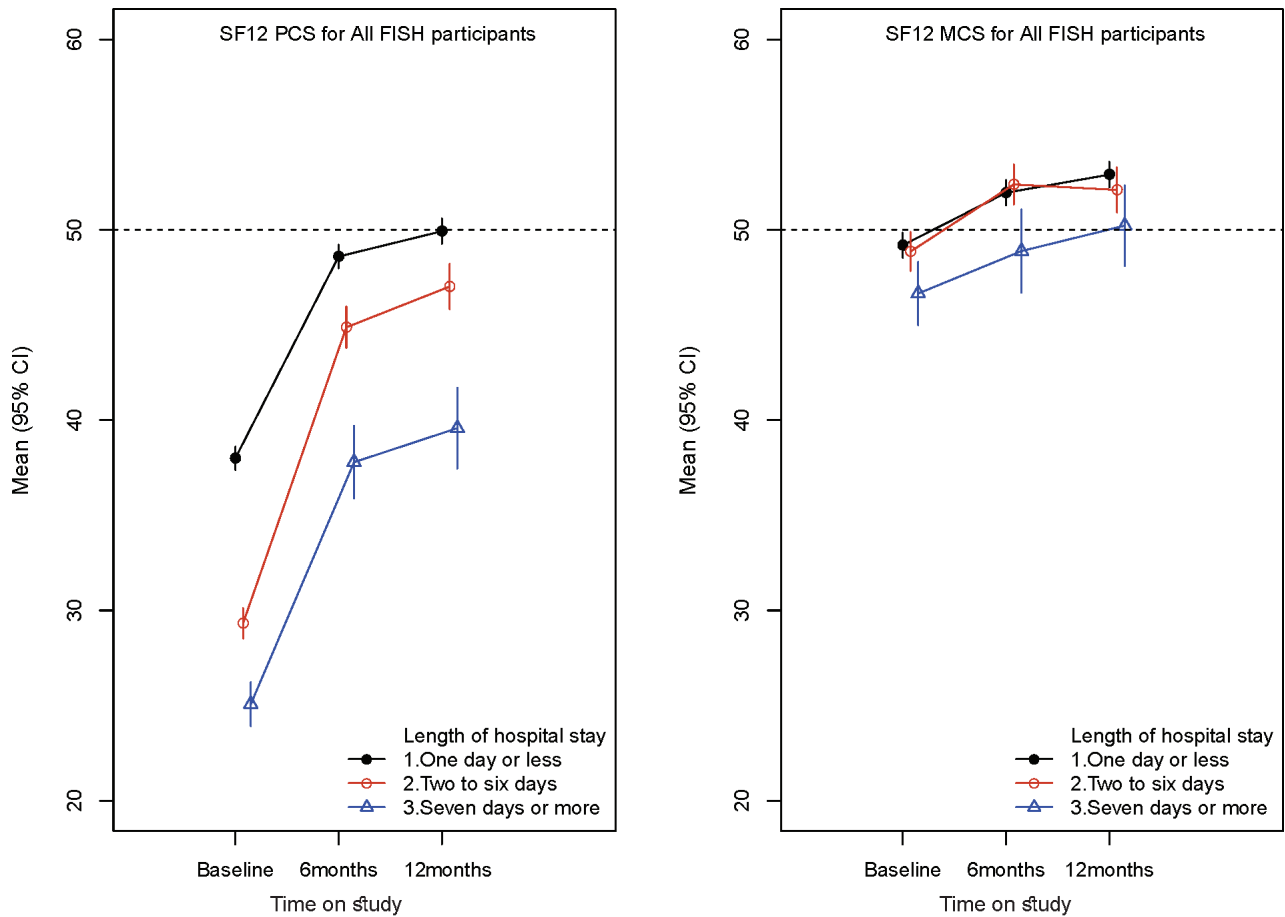 SF12 PCS for All FISH participants
60
50
40
30
20
Mean (95% CI)
Length of hospital stay
1.One day or less
2.Two to six days
3.Seven days or more
Baseline 6months 12months
Time on study
SF12 MCS for All FISH participants
60
50
40
30
20
Mean (95% CI)
Length of hospital stay
1.One day or less
2.Two to six days
3.Seven days or more
Baseline 6months 12months
Time on study